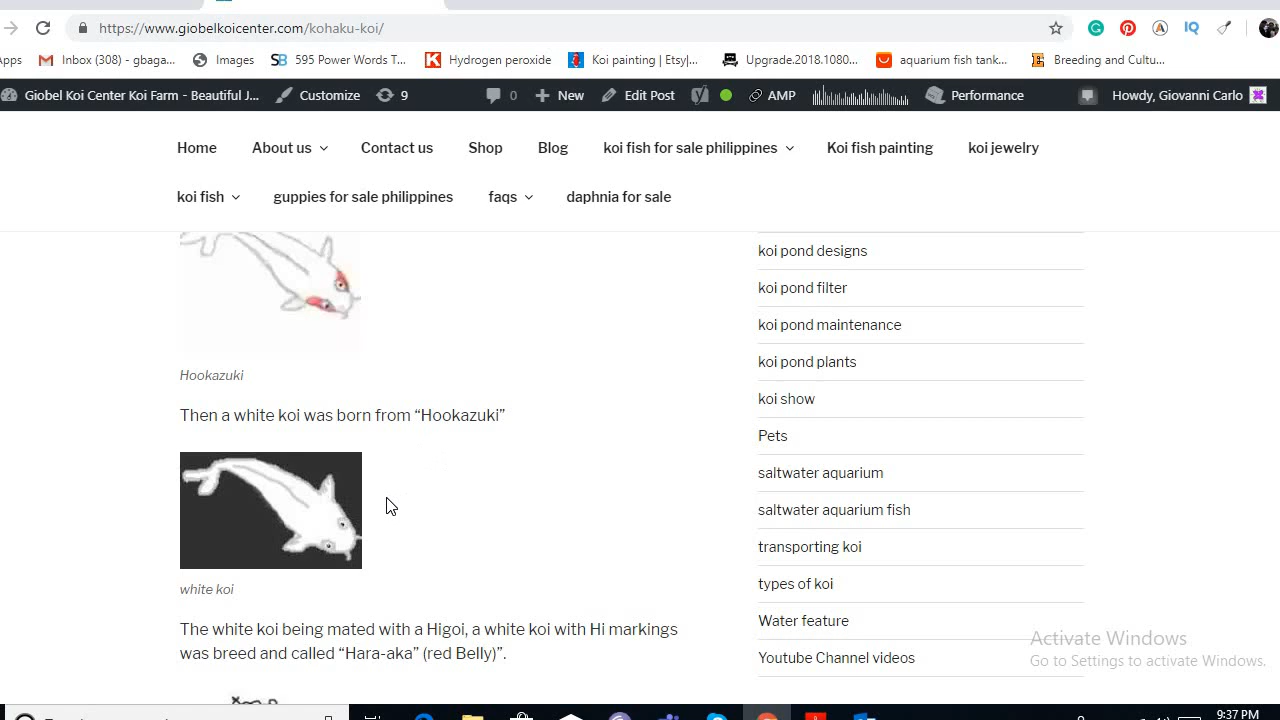 https://www.giobelkoicenter.com/kohaku-koi/
Apps
Inbox (308) - gbaga...
Images
595 Power Words T...
Hydrogen peroxide
Koi painting | Etsy|...
Upgrade.2018.1080...
aquarium fish tank...
Breeding and Cultu...
Giobel Koi Center Koi Farm - Beautiful J...
Customize
9
0
New
Edit Post
AMP
Performance
Howdy, Giovanni Carlo
Home
About us
Contact us
Shop
Blog
koi fish for sale philippines
Koi fish painting
koi jewelry
koi fish
guppies for sale philippines
faqs
daphnia for sale
Hookazuki
Then a white koi was born from “Hookazuki”
white koi
The white koi being mated with a Higoi, a white koi with Hi markings
was breed and called “Hara-aka” (red Belly)”.
koi pond designs
koi pond filter
koi pond maintenance
koi pond plants
koi show
Pets
saltwater aquarium
saltwater aquarium fish
transporting koi
types of koi
Water feature
Youtube Channel videos
Activate Windows
Go to Settings to activate Windows.
9:37 PM